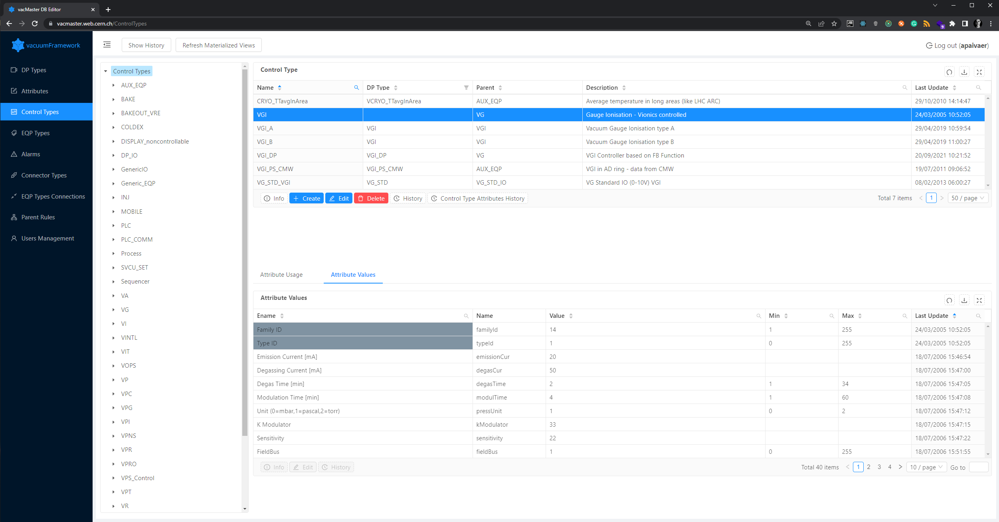 vacMaster DB Editor
vacmaster.web.cern.ch/ControlTypes
JB
G
9
vacuumFramework
Show History
Refresh Materialized Views
Log out (apaivaer)
DP Types
Attributes
Control Types
EQP Types
Alarms
Connector Types
EQP Types Connections
Parent Rules
Users Management
Control Types
AUX_EQP
BAKE
BAKEOUT_VRE
COLDEX
DISPLAY_noncontrollable
DP_IO
GenericIO
Generic_EQP
INJ
MOBILE
PLC
PLC_COMM
Process
SVCU_SET
Sequencer
VA
VG
VI
VINTL
VIT
VOPS
VP
VPC
VPG
VPI
VPNS
VPR
VPRO
VPS_Control
VPT
VR
Control Type
Name DP Type Parent Description Last Update
CRYO_TTavgInArea VCRYO_TTavgInArea AUX_EQP Average temperature in long areas (like LHC ARC) 29/10/2010 14:14:47
VGI VG Gauge Ionisation - Vionics controlled 24/03/2005 10:52:05
VGI_A VGI VGI Vacuum Gauge Ionisation type A 29/04/2019 10:59:54
VGI_B VGI VGI Vacuum Gauge Ionisation type B 29/04/2019 11:00:27
VGI_DP VGI_DP VG VGI Controller based on FB Function 20/09/2021 10:21:52
VGI_PS_CMW VGI_PS_CMW AUX_EQP VGI in AD ring - data from CMW 19/07/2011 09:06:52
VG_STD_VGI VG_STD VG_STD_IO VG Standard IO (0-10V) VGI 08/02/2013 06:00:27
Info Create Edit Delete History Control Type Attributes History Total 7 items < 1 > 50 / page
Attribute Usage Attribute Values
Attribute Values
Ename Name Value Min Max Last Update
Family ID familyId 14 1 255 24/03/2005 10:52:05
Type ID typeId 1 0 255 24/03/2005 10:52:05
Emission Current [mA] emissionCur 20 18/07/2006 15:46:54
Degassing Current [mA] degasCur 50 18/07/2006 15:47:00
Degas Time [min] degasTime 2 1 34 18/07/2006 15:47:05
Modulation Time [min] modulTime 4 1 60 18/07/2006 15:47:08
Unit (0=mbar,1=pascal,2=torr) pressUnit 1 0 2 18/07/2006 15:47:12
K Modulator kModulator 33 18/07/2006 15:47:15
Sensitivity sensitivity 22 18/07/2006 15:47:22
FieldBus fieldBus 1 0 255 18/07/2006 15:51:55
Info Edit History Total 40 items < 1 2 3 4 > 10 / page Go to